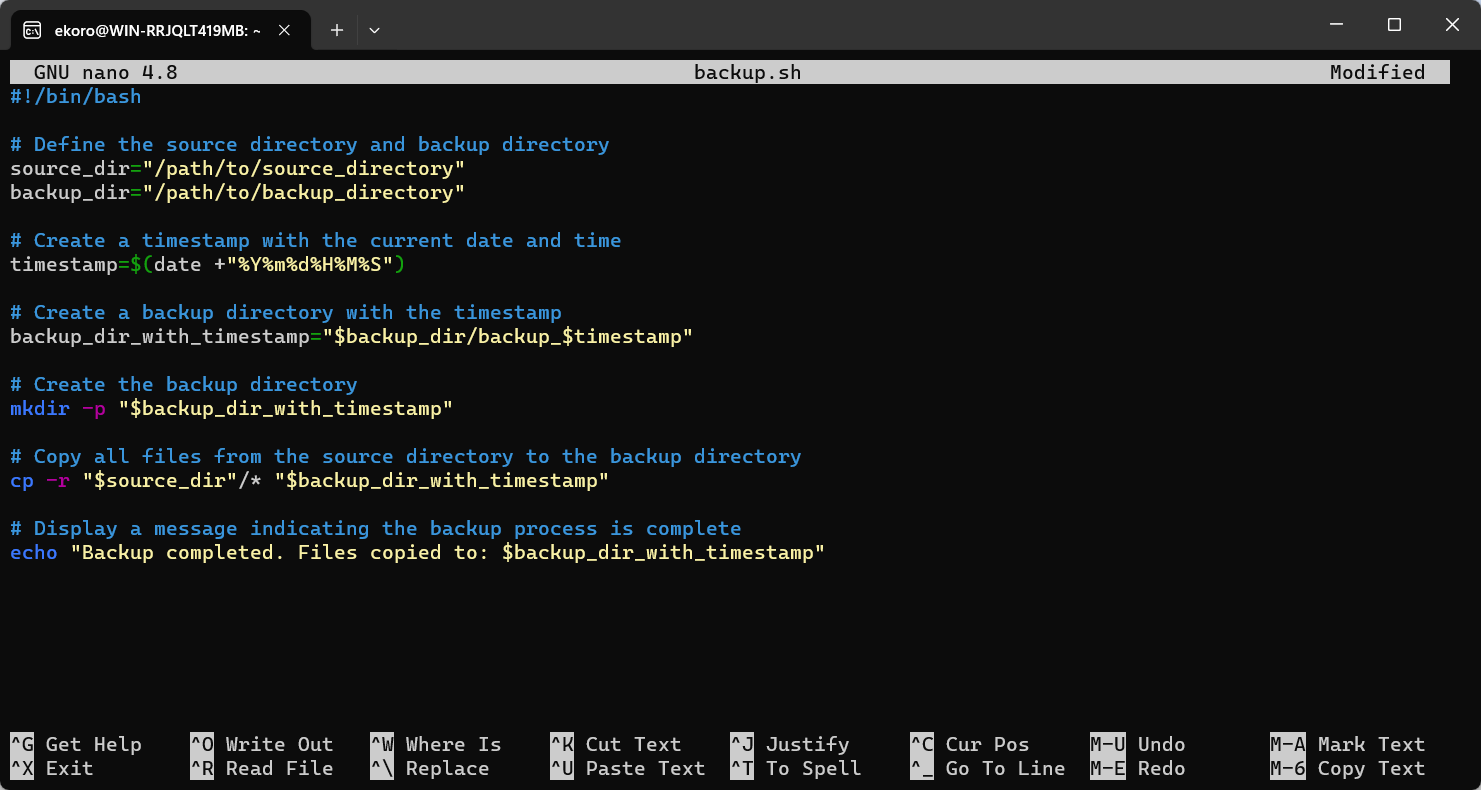 ekoro@WIN-RRJQLT419MB: ~
GNU nano 4.8 backup.sh Modified
#!/bin/bash
# Define the source directory and backup directory
source_dir="/path/to/source_directory"
backup_dir="/path/to/backup_directory"
# Create a timestamp with the current date and time
timestamp=$(date +"%Y%m%d%H%M%S")
# Create a backup directory with the timestamp
backup_dir_with_timestamp="$backup_dir/backup_$timestamp"
# Create the backup directory
mkdir -p "$backup_dir_with_timestamp"
# Copy all files from the source directory to the backup directory
cp -r "$source_dir"/* "$backup_dir_with_timestamp"
# Display a message indicating the backup process is complete
echo "Backup completed. Files copied to: $backup_dir_with_timestamp"
^G Get Help ^O Write Out ^W Where Is ^K Cut Text ^J Justify ^C Cur Pos M-U Undo M-A Mark Text
^X Exit ^R Read File ^\ Replace ^U Paste Text ^T To Spell ^_ Go To Line M-E Redo M-6 Copy Text